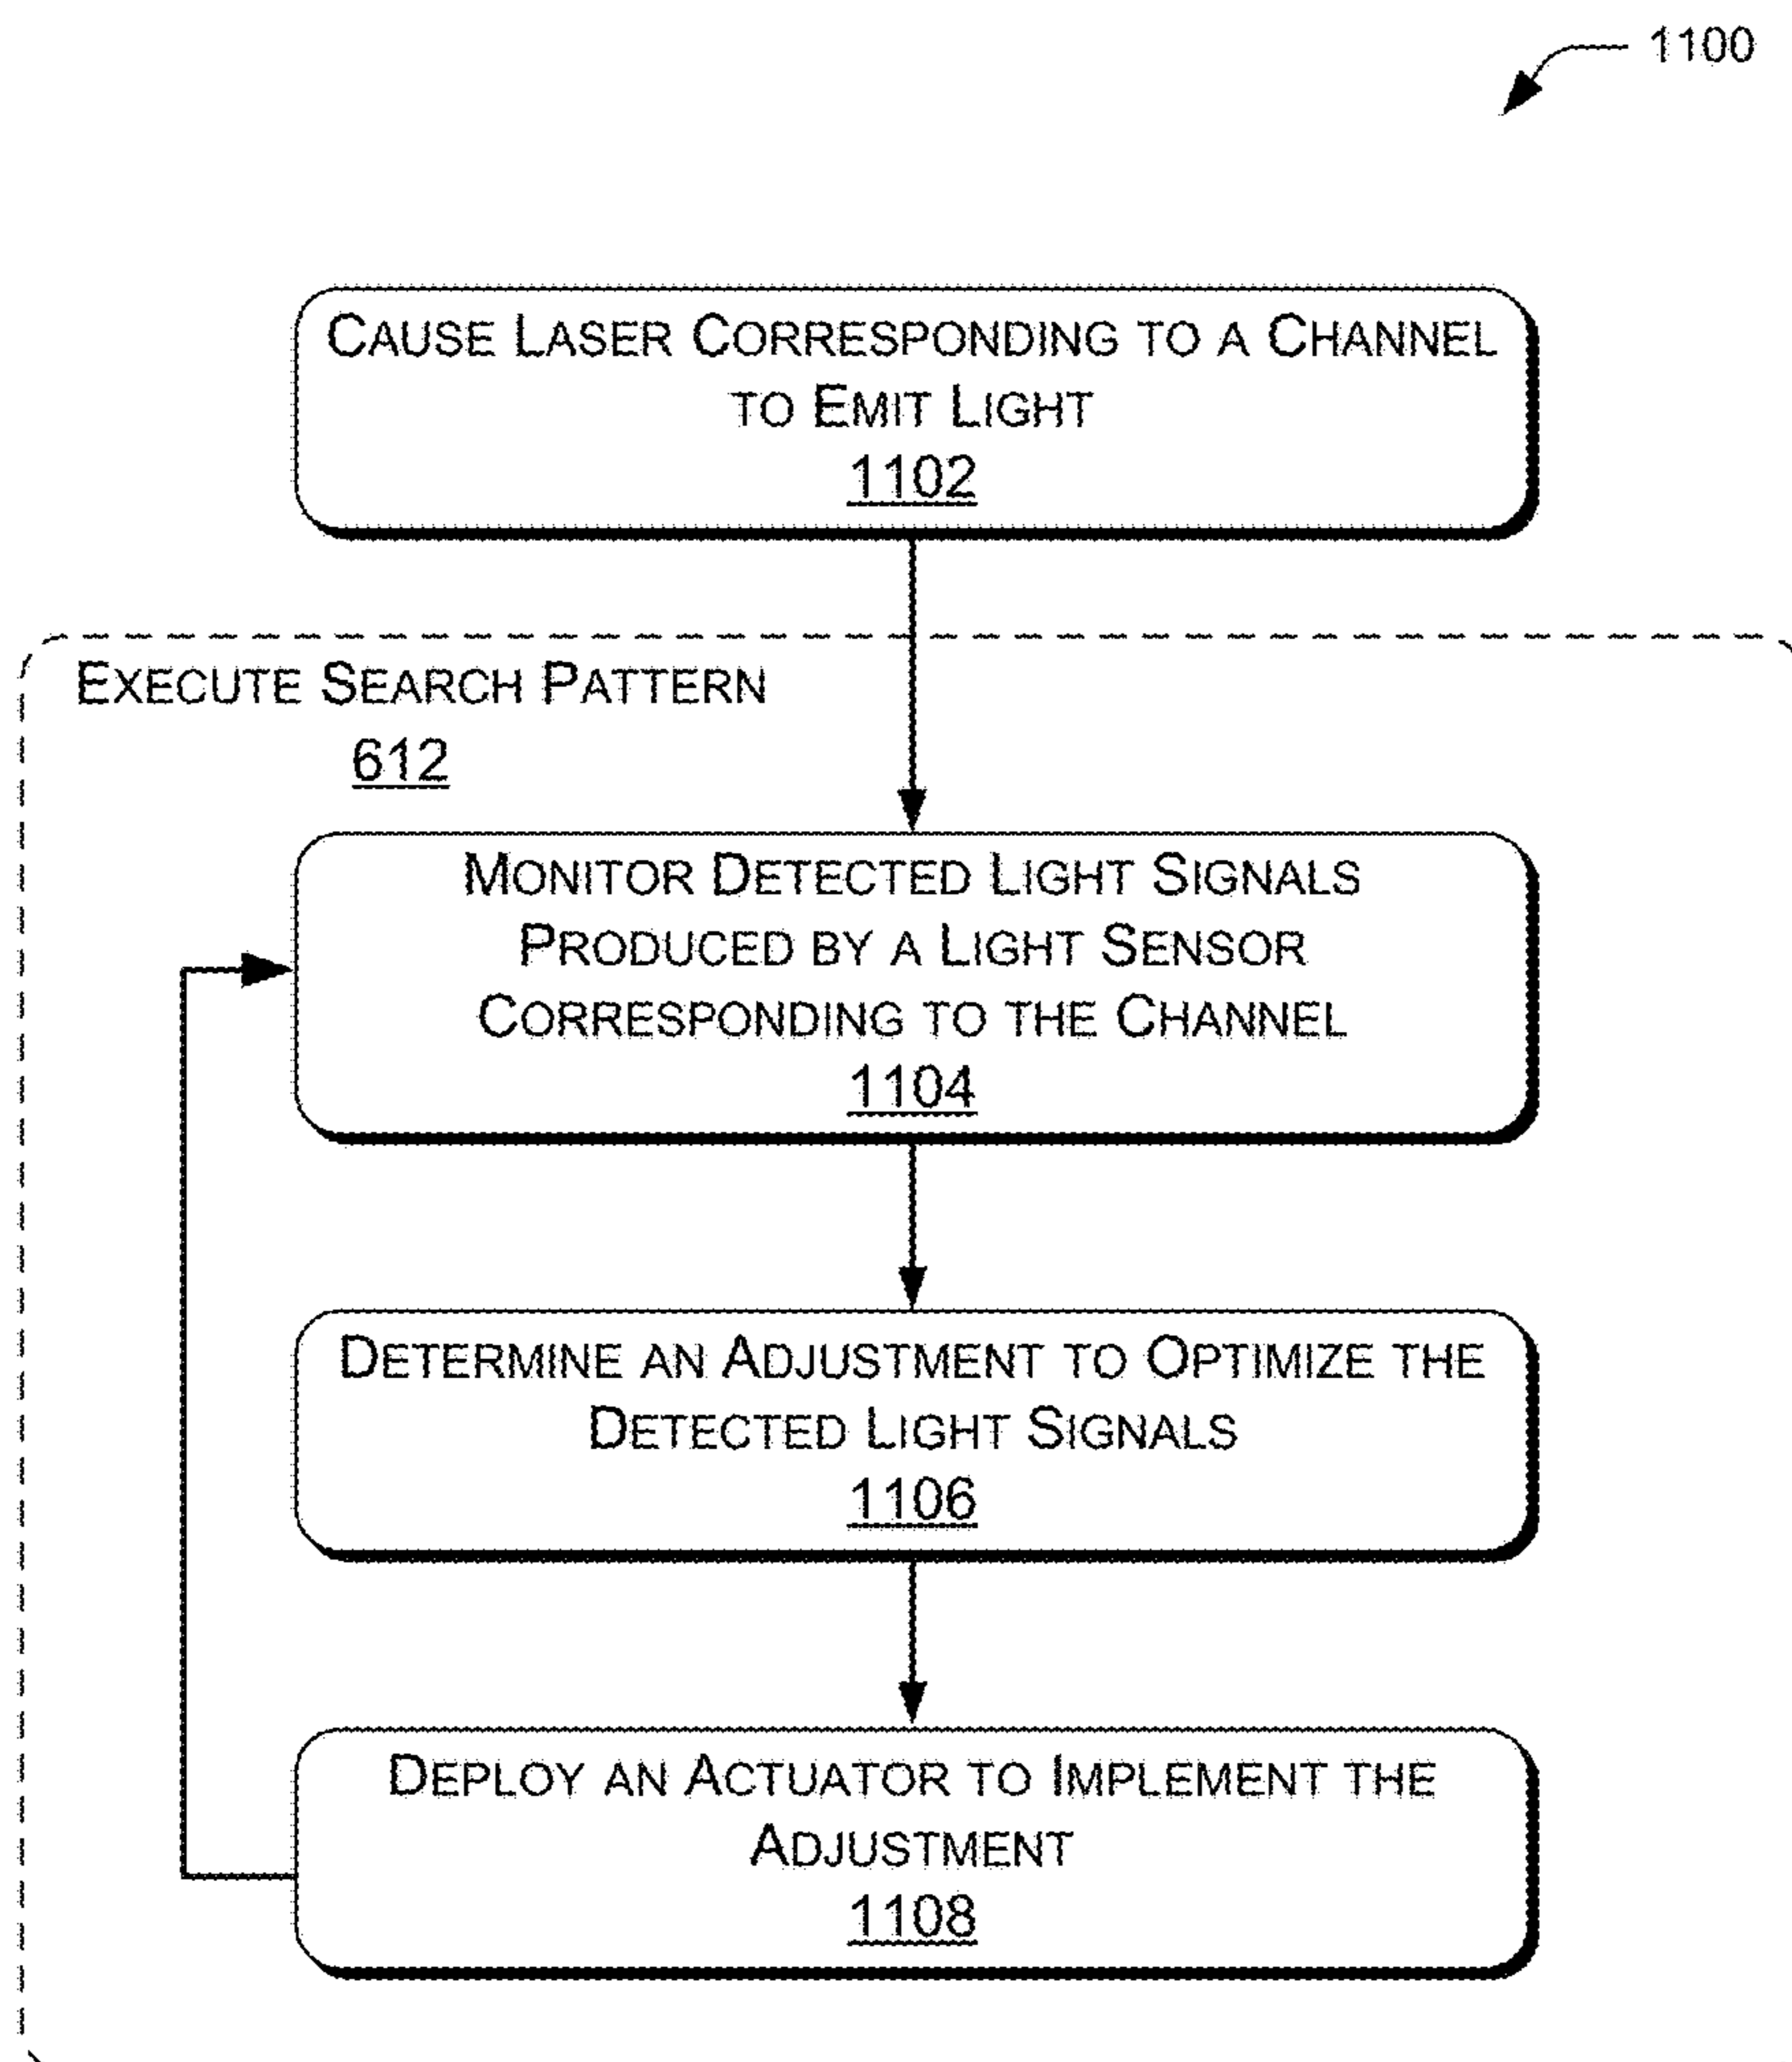 1100
CAUSE LASER CORRESPONDING TO A CHANNEL
TO EMIT LIGHT
1102
EXECUTE SEARCH PATTERN
612
MONITOR DETECTED LIGHT SIGNALS
PRODUCED BY A LIGHT SENSOR
CORRESPONDING TO THE CHANNEL
1104
DETERMINE AN ADJUSTMENT TO OPTIMIZE THE
DETECTED LIGHT SIGNALS
1106
DEPLOY AN ACTUATOR TO IMPLEMENT THE
ADJUSTMENT
1108